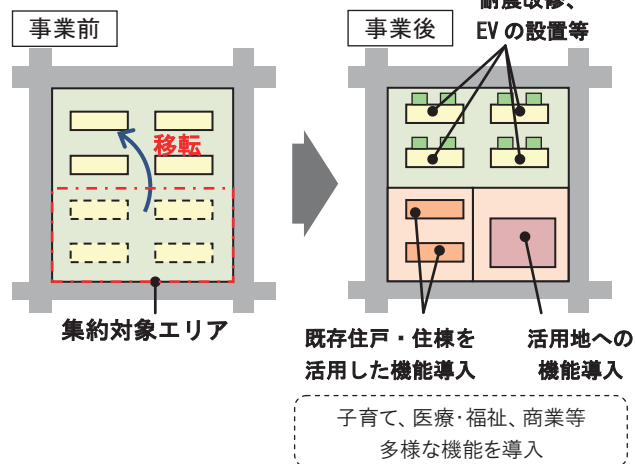 事業前
移転
集約対象エリア
事業後
耐震改修、
EVの設置等
既存住戸・住棟を
活用した機能導入
活用地への
機能導入
子育て、医療・福祉、商業等
多様な機能を導入